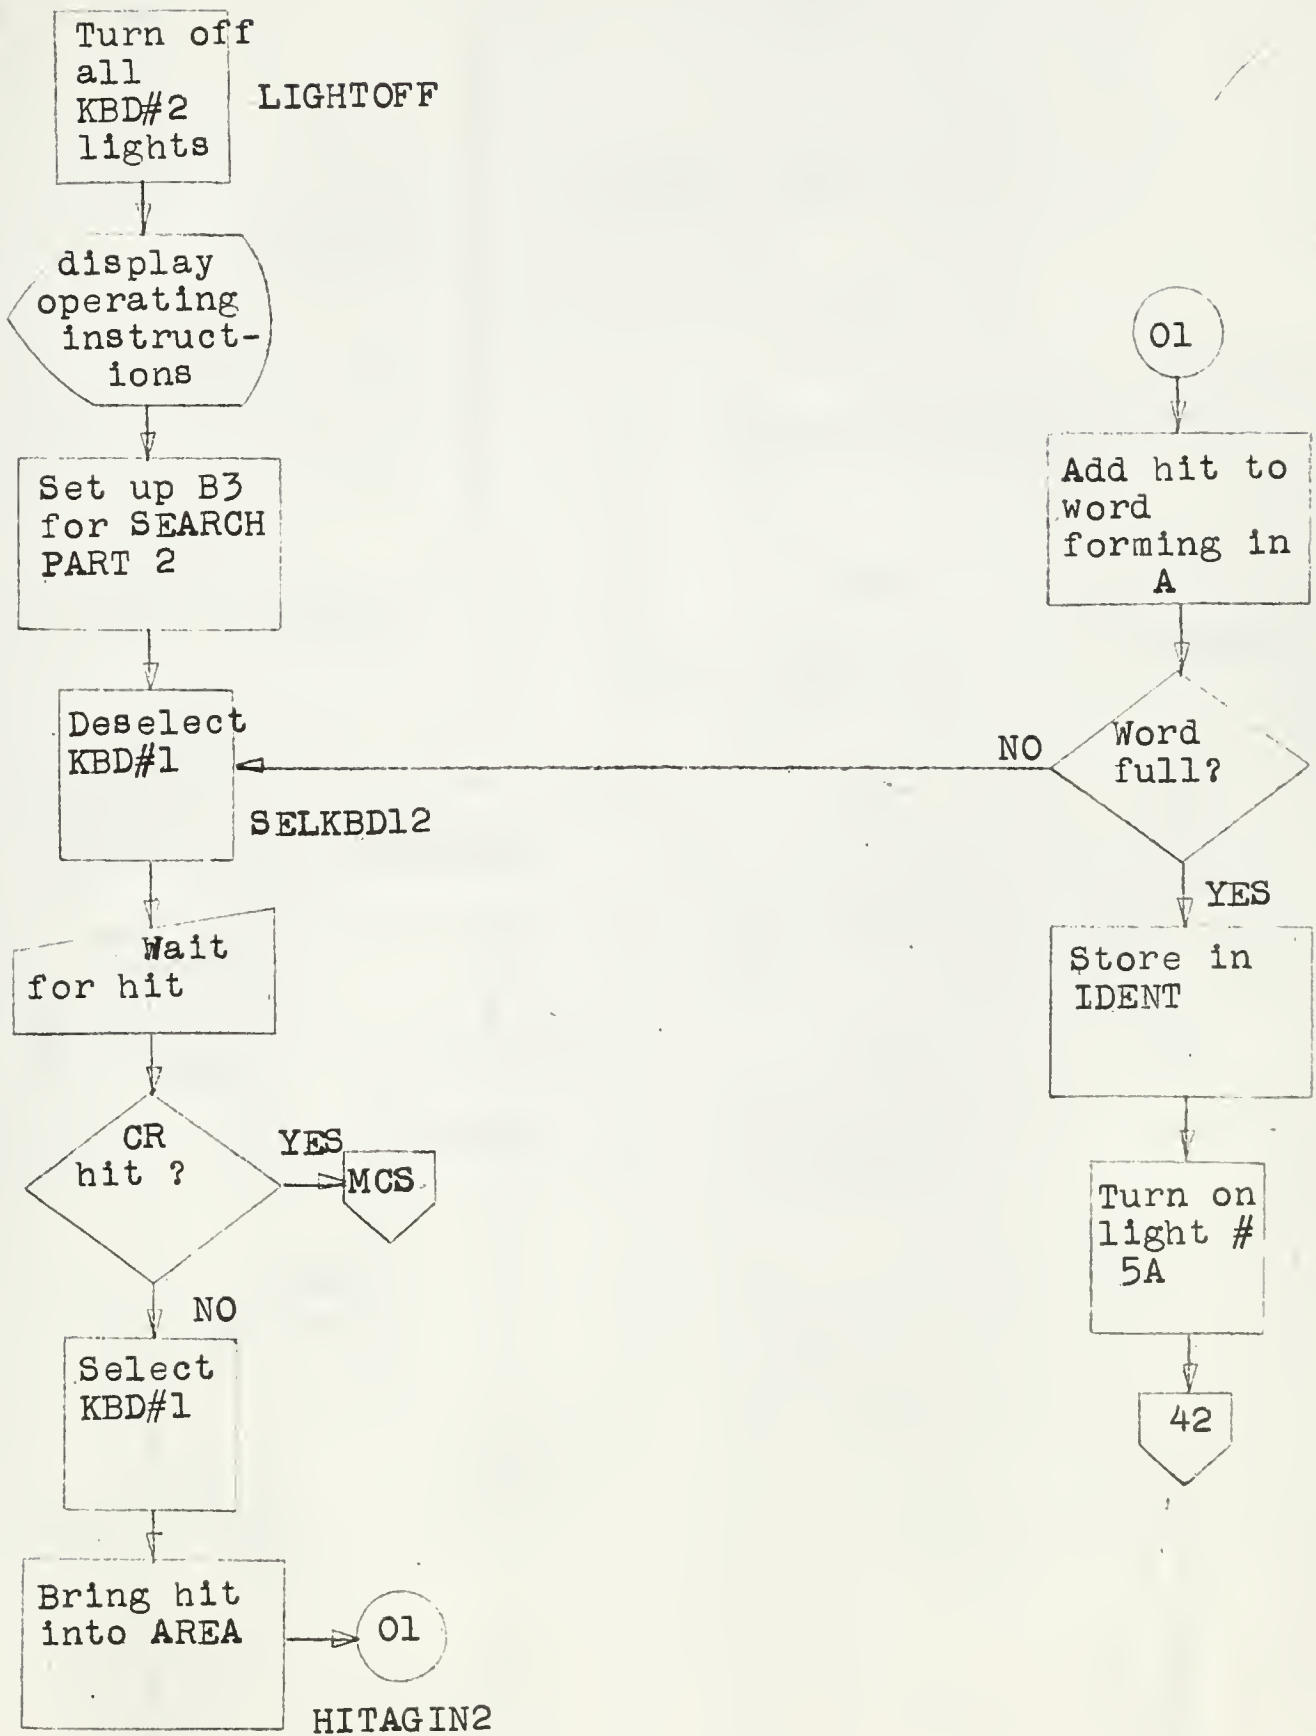 Turn off
all
KBD#2
lights
LIGHTOFF
display
operating
instruct-
ions
Set up B3
for SEARCH
PART 2
Deselect
KBD#1
SELKBD12
Wait
for hit
CR
hit ?
YES
MCS
NO
Select
KBD#1
Bring hit
into AREA
01
HITAGIN2
01
Add hit to
word
forming in
A
Word
full?
NO
YES
Store in
IDENT
Turn on
light #
5A
42